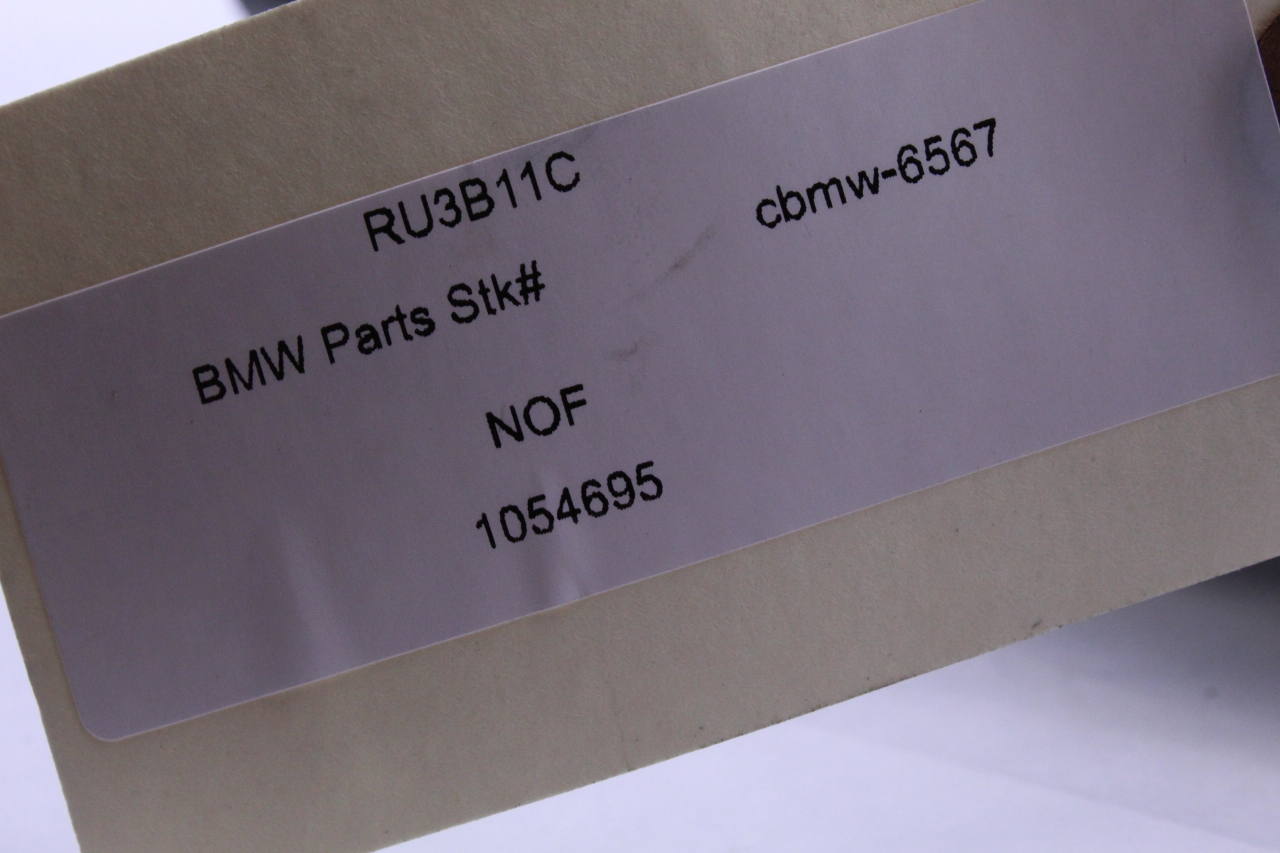 RU3B11C
cbmw-6567
BMW Parts Stk#
NOF
1054695